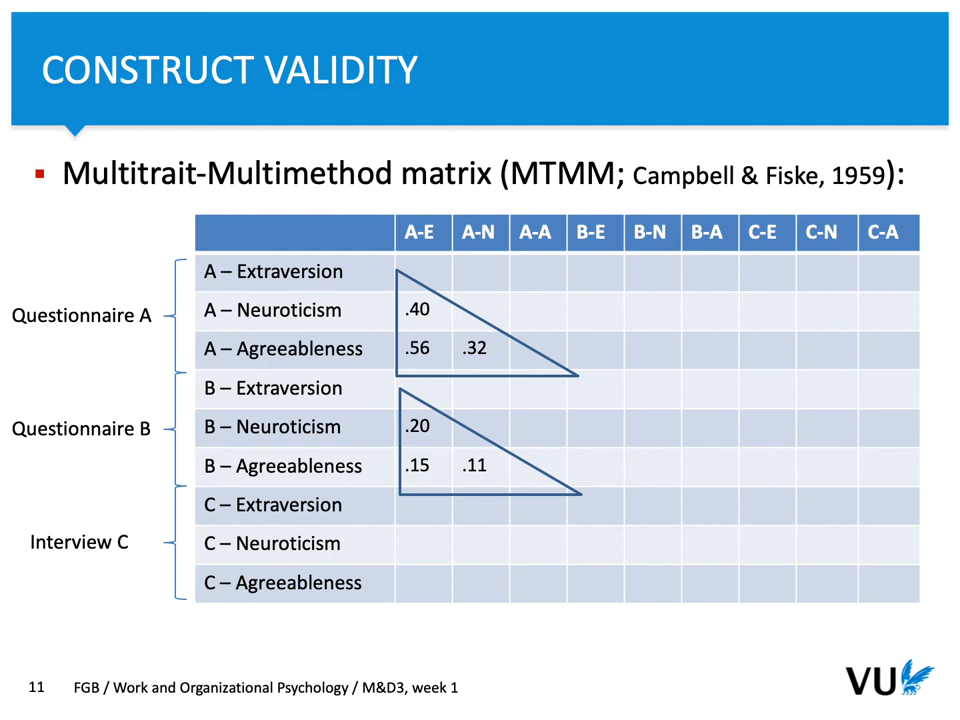 CONSTRUCT VALIDITY
Multitrait-Multimethod matrix (MTMM; Campbell & Fiske, 1959):
A-E A-N A-A B-E B-N B-A C-E C-N C-A
A – Extraversion
Questionnaire A
A – Neuroticism .40
A – Agreeableness .56 .32
B – Extraversion
Questionnaire B
B – Neuroticism .20
B – Agreeableness .15 .11
C – Extraversion
Interview C
C – Neuroticism
C – Agreeableness
11 FGB / Work and Organizational Psychology / M&D3, week 1
VU